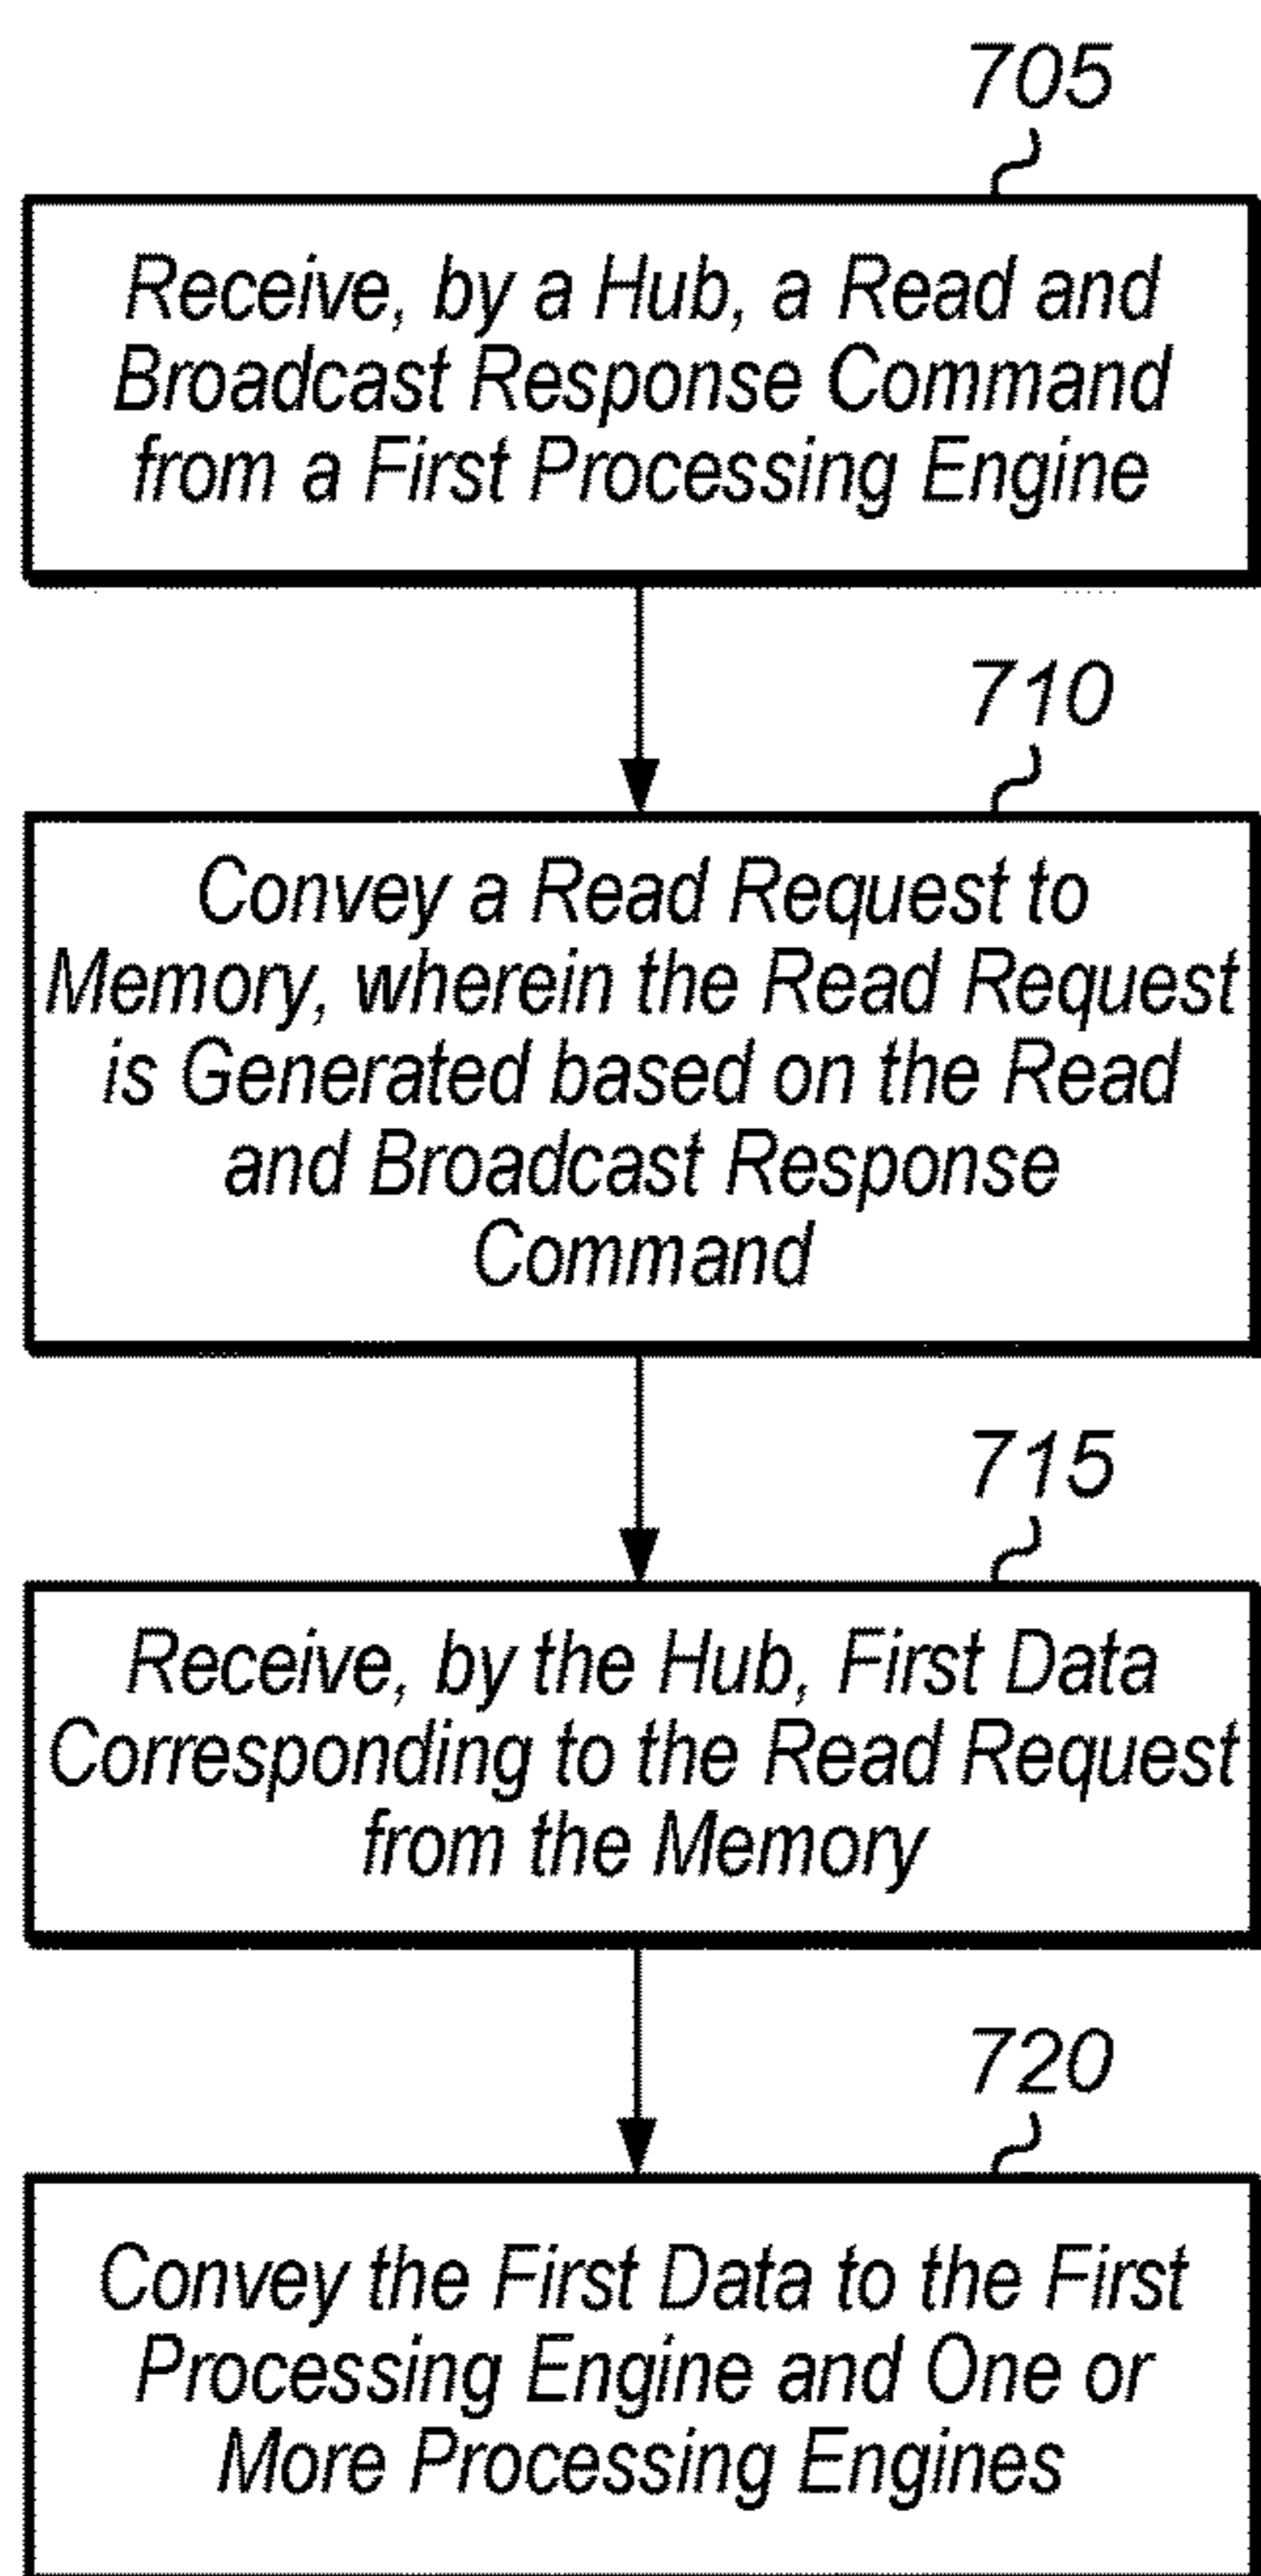 705
Receive, by a Hub, a Read and
Broadcast Response Command
from a First Processing Engine
710
Convey a Read Request to
Memory, wherein the Read Request
is Generated based on the Read
and Broadcast Response
Command
715
Receive, by the Hub, First Data
Corresponding to the Read Request
from the Memory
720
Convey the First Data to the First
Processing Engine and One or
More Processing Engines